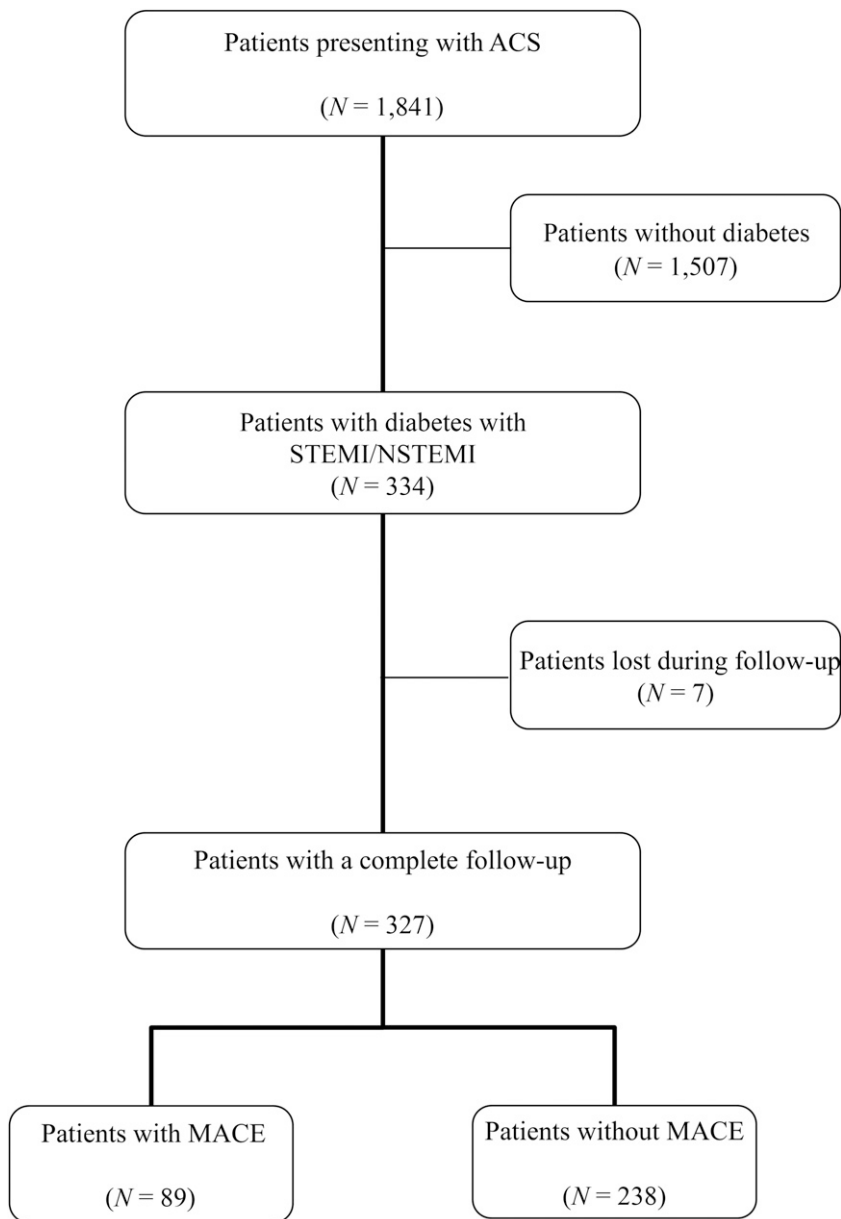 Patients presenting with ACS
(N = 1,841)
Patients without diabetes
(N = 1,507)
Patients with diabetes with
STEMI/NSTEMI
(N = 334)
Patients lost during follow-up
(N = 7)
Patients with a complete follow-up
(N = 327)
Patients with MACE
(N = 89)
Patients without MACE
(N = 238)